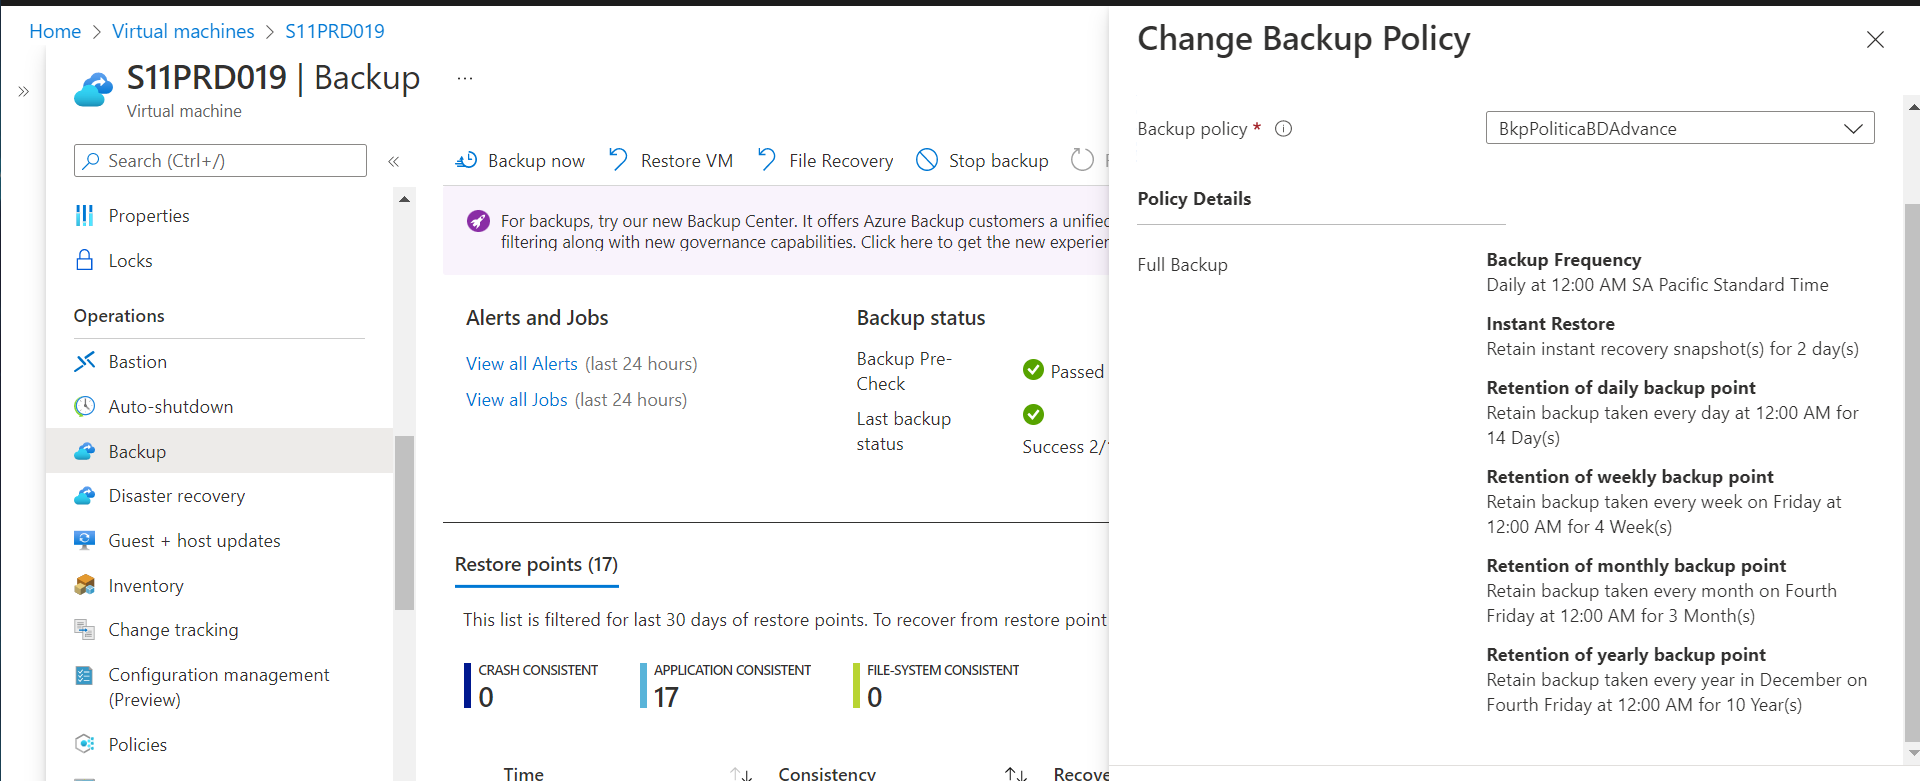 Home > Virtual machines > S11PRD019
S11PRD019 | Backup ...
Virtual machine
Search (Ctrl+/)
Properties
Locks
Operations
Bastion
Auto-shutdown
Backup
Disaster recovery
Guest + host updates
Inventory
Change tracking
Configuration management
(Preview)
Policies
Backup now
Restore VM
File Recovery
Stop backup
For backups, try our new Backup Center. It offers Azure Backup customers a unified
filtering along with new governance capabilities. Click here to get the new
Alerts and Jobs
View all Alerts (last 24 hours)
View all Jobs (last 24 hours)
Backup status
Backup Pre-
Check
Passed
Last backup
status
Success 2/
Restore points (17)
This list is filtered for last 30 days of restore points. To recover from restore point
CRASH CONSISTENT
0
APPLICATION CONSISTENT
17
FILE-SYSTEM CONSISTENT
0
Time
Consistency
Change Backup Policy
Backup policy *
BkpPoliticaBDAdvance
Policy Details
Full Backup
Backup Frequency
Daily at 12:00 AM SA Pacific Standard Time
Instant Restore
Retain instant recovery snapshot(s) for 2 day(s)
Retention of daily backup point
Retain backup taken every day at 12:00 AM for
14 Day(s)
Retention of weekly backup point
Retain backup taken every week on Friday at
12:00 AM for 4 Week(s)
Retention of monthly backup point
Retain backup taken every month on Fourth
Friday at 12:00 AM for 3 Month(s)
Retention of yearly backup point
Retain backup taken every year in December on
Fourth Friday at 12:00 AM for 10 Year(s)